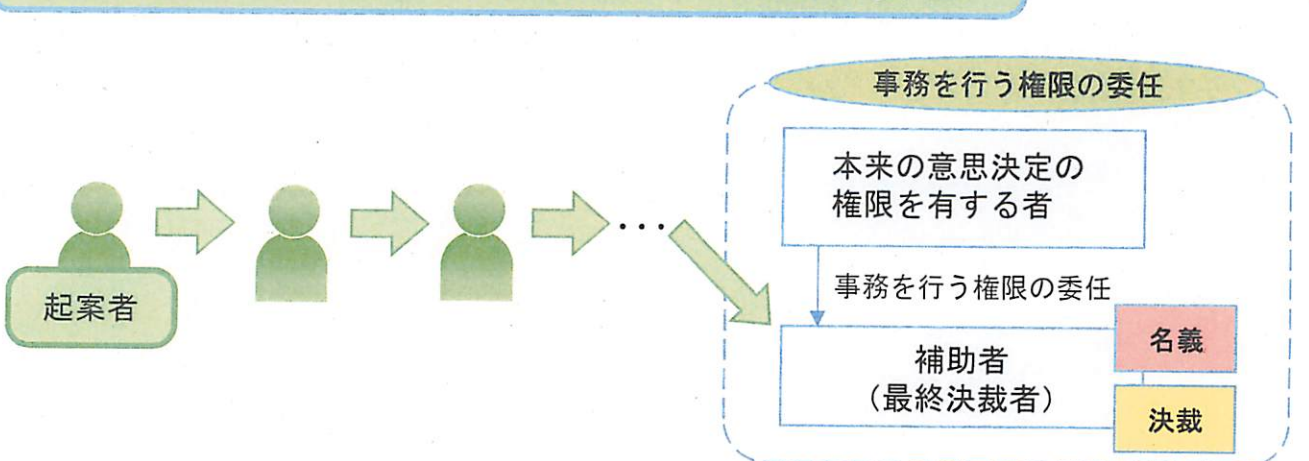 事務を行う権限の委任
本来の意思決定の
権限を有する者
事務を行う権限の委任
起案者
・・・
補助者
(最終決裁者)
名義
決裁